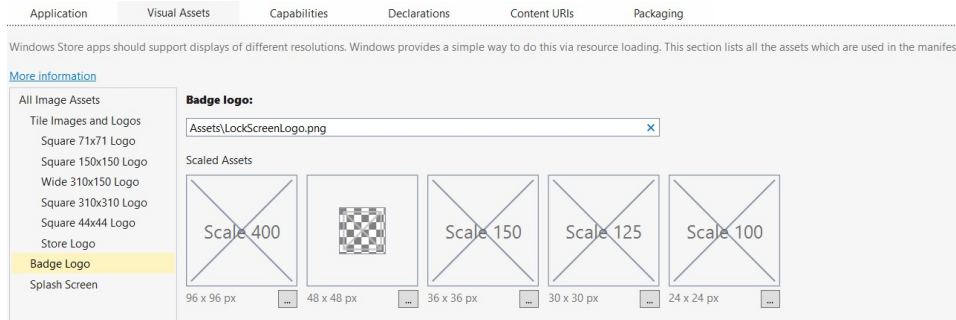 Application Visual Assets Capabilities Declarations Content URIs Packaging
Windows Store apps should support displays of different resolutions. Windows provides a simple way to do this via resource loading. This section lists all the assets which are used in the manifes
More information
All Image Assets
Tile Images and Logos
Square 71x71 Logo
Square 150x150 Logo
Wide 310x150 Logo
Square 310x310 Logo
Square 44x44 Logo
Store Logo
Badge Logo
Splash Screen
Badge logo:
Assets\LockScreenLogo.png
Scaled Assets
Scale 400 Scale 150 Scale 125 Scale 100
96 x 96 px ... 48 x 48 px ... 36 x 36 px ... 30 x 30 px ... 24 x 24 px ...